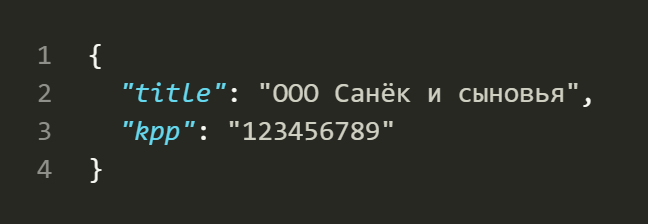 1 {
2 "title": "ООО Санёк и сыновья",
3 "kpp": "123456789"
4 }